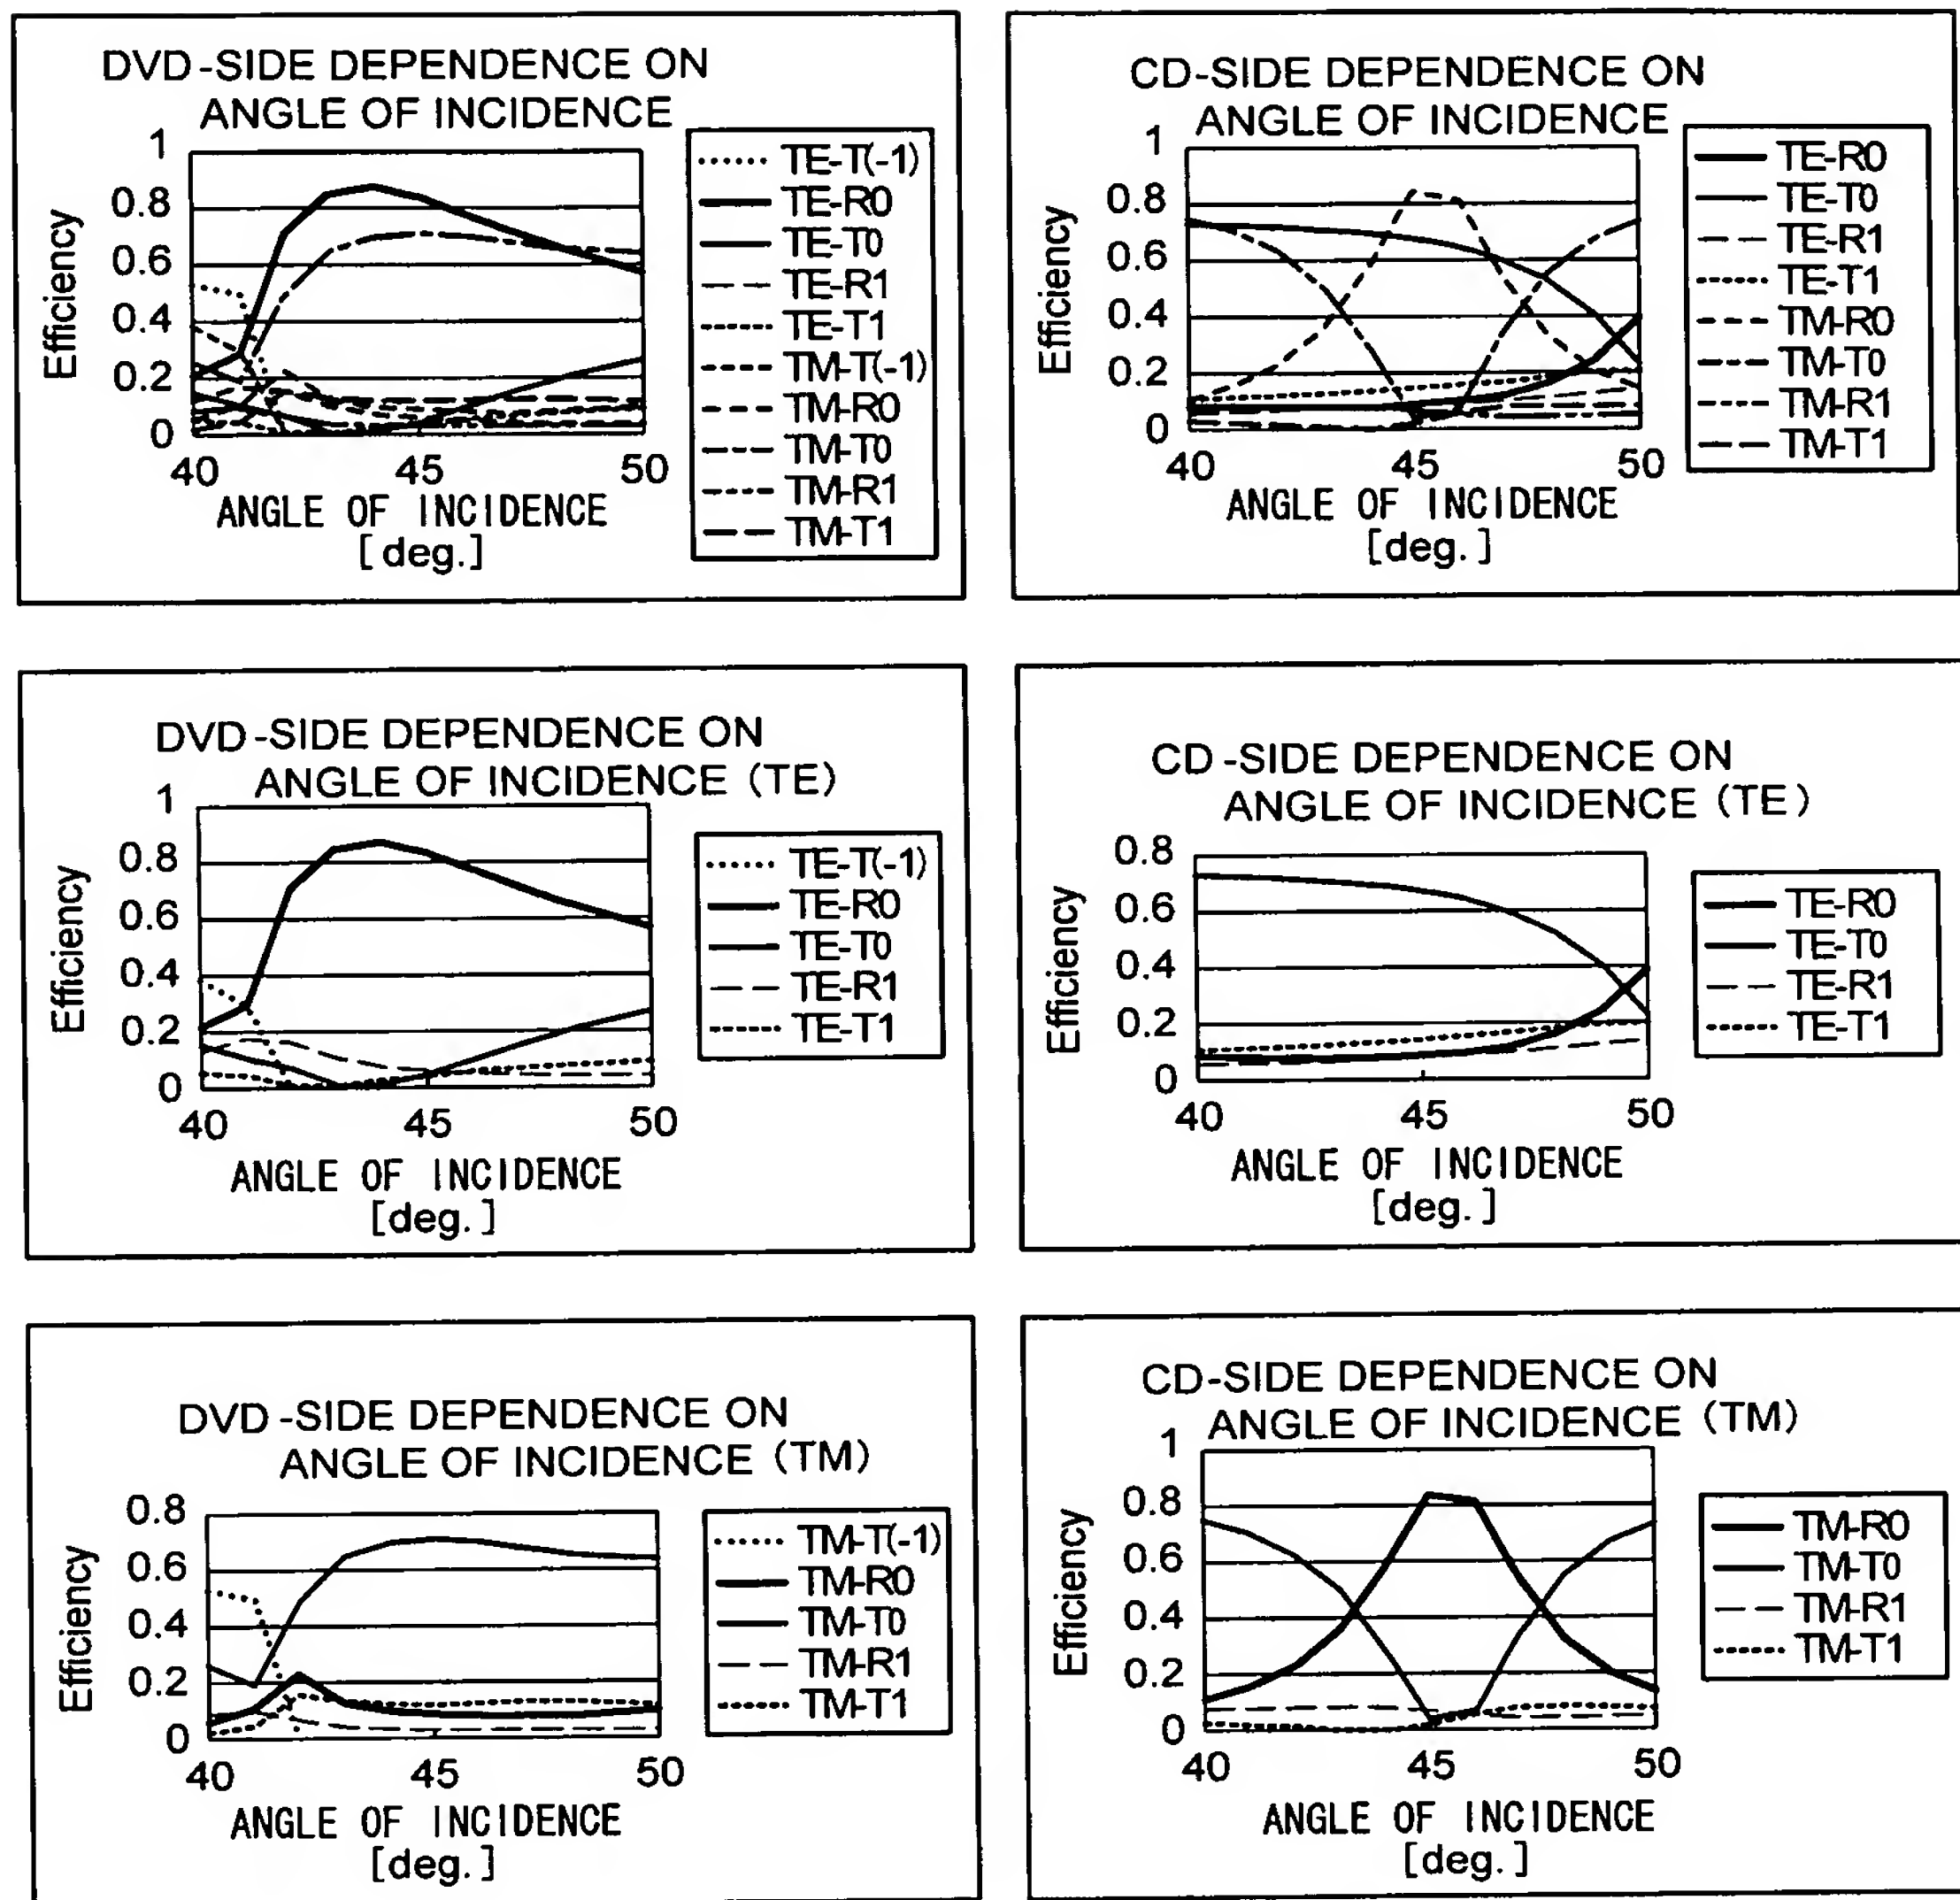 DVD-SIDE DEPENDENCE ON
ANGLE OF INCIDENCE
1
0.8
0.6
0.4
0.2
0
Efficiency
40
45
50
ANGLE OF INCIDENCE
[deg.]
TE-T(-1)
TE-R0
TE-T0
TE-R1
TE-T1
TM-T(-1)
TM-R0
TM-T0
TM-R1
TM-T1
CD-SIDE DEPENDENCE ON
ANGLE OF INCIDENCE
1
0.8
0.6
0.4
0.2
0
Efficiency
40
45
50
ANGLE OF INCIDENCE
[deg.]
TE-R0
TE-T0
TE-R1
TE-T1
TM-R0
TM-T0
TM-R1
TM-T1
DVD-SIDE DEPENDENCE ON
ANGLE OF INCIDENCE (TE)
1
0.8
0.6
0.4
0.2
0
Efficiency
40
45
50
ANGLE OF INCIDENCE
[deg.]
TE-T(-1)
TE-R0
TE-T0
TE-R1
TE-T1
CD-SIDE DEPENDENCE ON
ANGLE OF INCIDENCE (TE)
0.8
0.6
0.4
0.2
0
Efficiency
40
45
50
ANGLE OF INCIDENCE
[deg.]
TE-R0
TE-T0
TE-R1
TE-T1
DVD-SIDE DEPENDENCE ON
ANGLE OF INCIDENCE (TM)
0.8
0.6
0.4
0.2
0
Efficiency
40
45
50
ANGLE OF INCIDENCE
[deg.]
TM-T(-1)
TM-R0
TM-T0
TM-R1
TM-T1
CD-SIDE DEPENDENCE ON
ANGLE OF INCIDENCE (TM)
1
0.8
0.6
0.4
0.2
0
Efficiency
40
45
50
ANGLE OF INCIDENCE
[deg.]
TM-R0
TM-T0
TM-R1
TM-T1